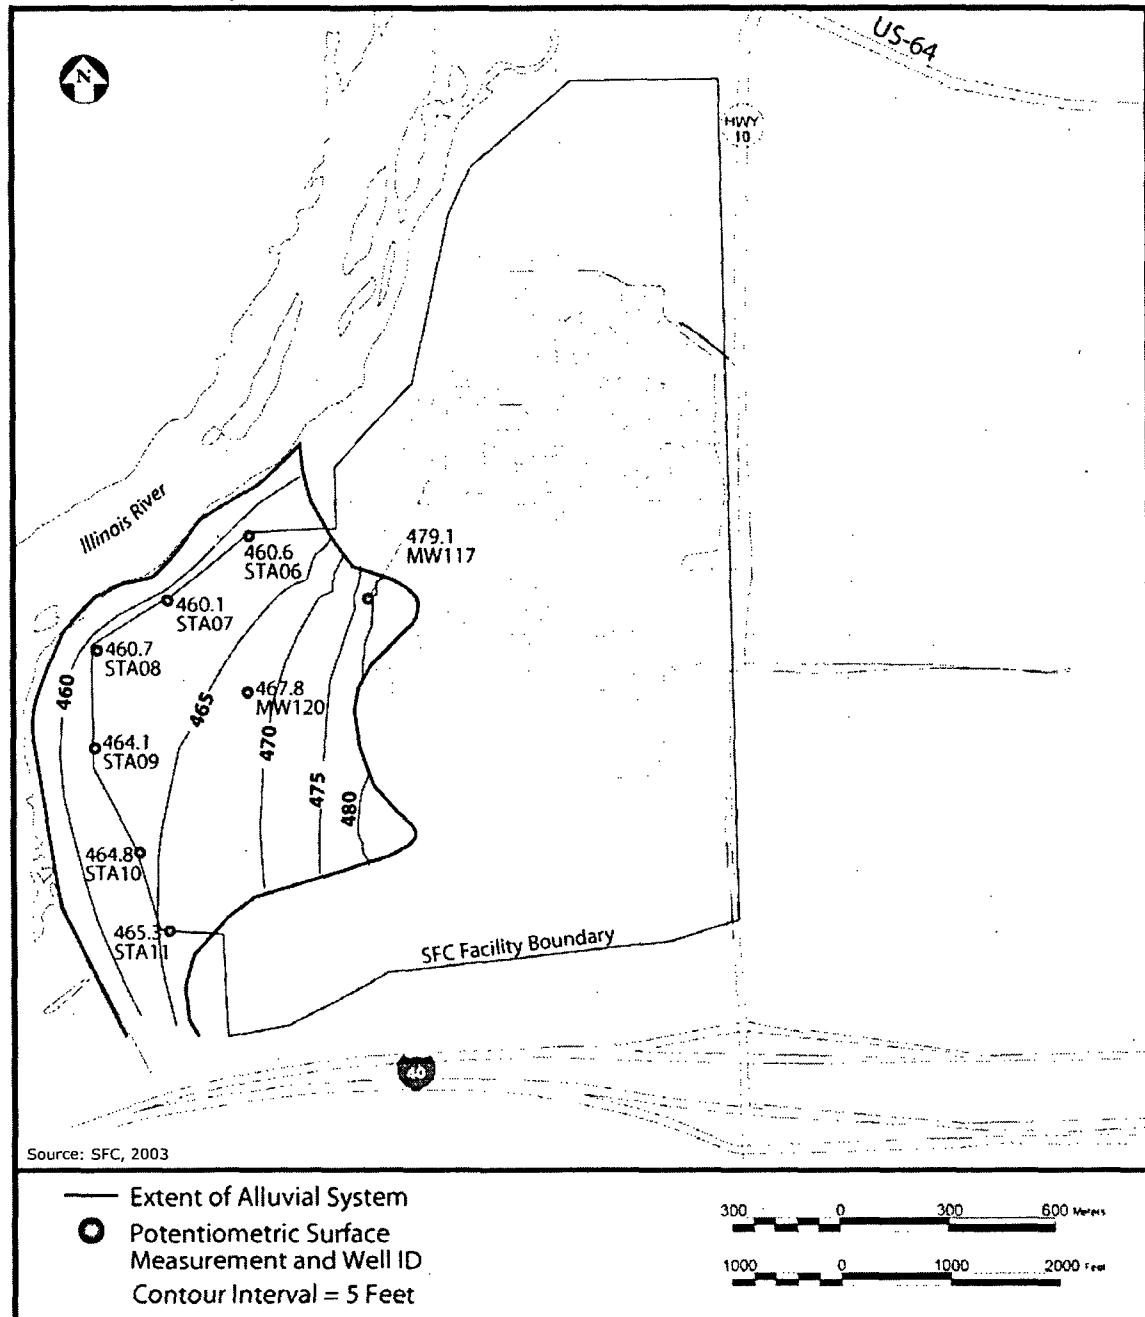 US-64
N
HWY
10
Illinois River
479.1
MW117
460.6
STA06
460.1
STA07
460.7
STA08
460
465
467.8
MW120
470
464.1
STA09
475
480
464.8
STA10
465.3
STA11
SFC Facility Boundary
40
Source: SFC, 2003
Extent of Alluvial System
Potentiometric Surface
Measurement and Well ID
Contour Interval = 5 Feet
300 0 300 600 Meters
1000 0 1000 2000 Feet